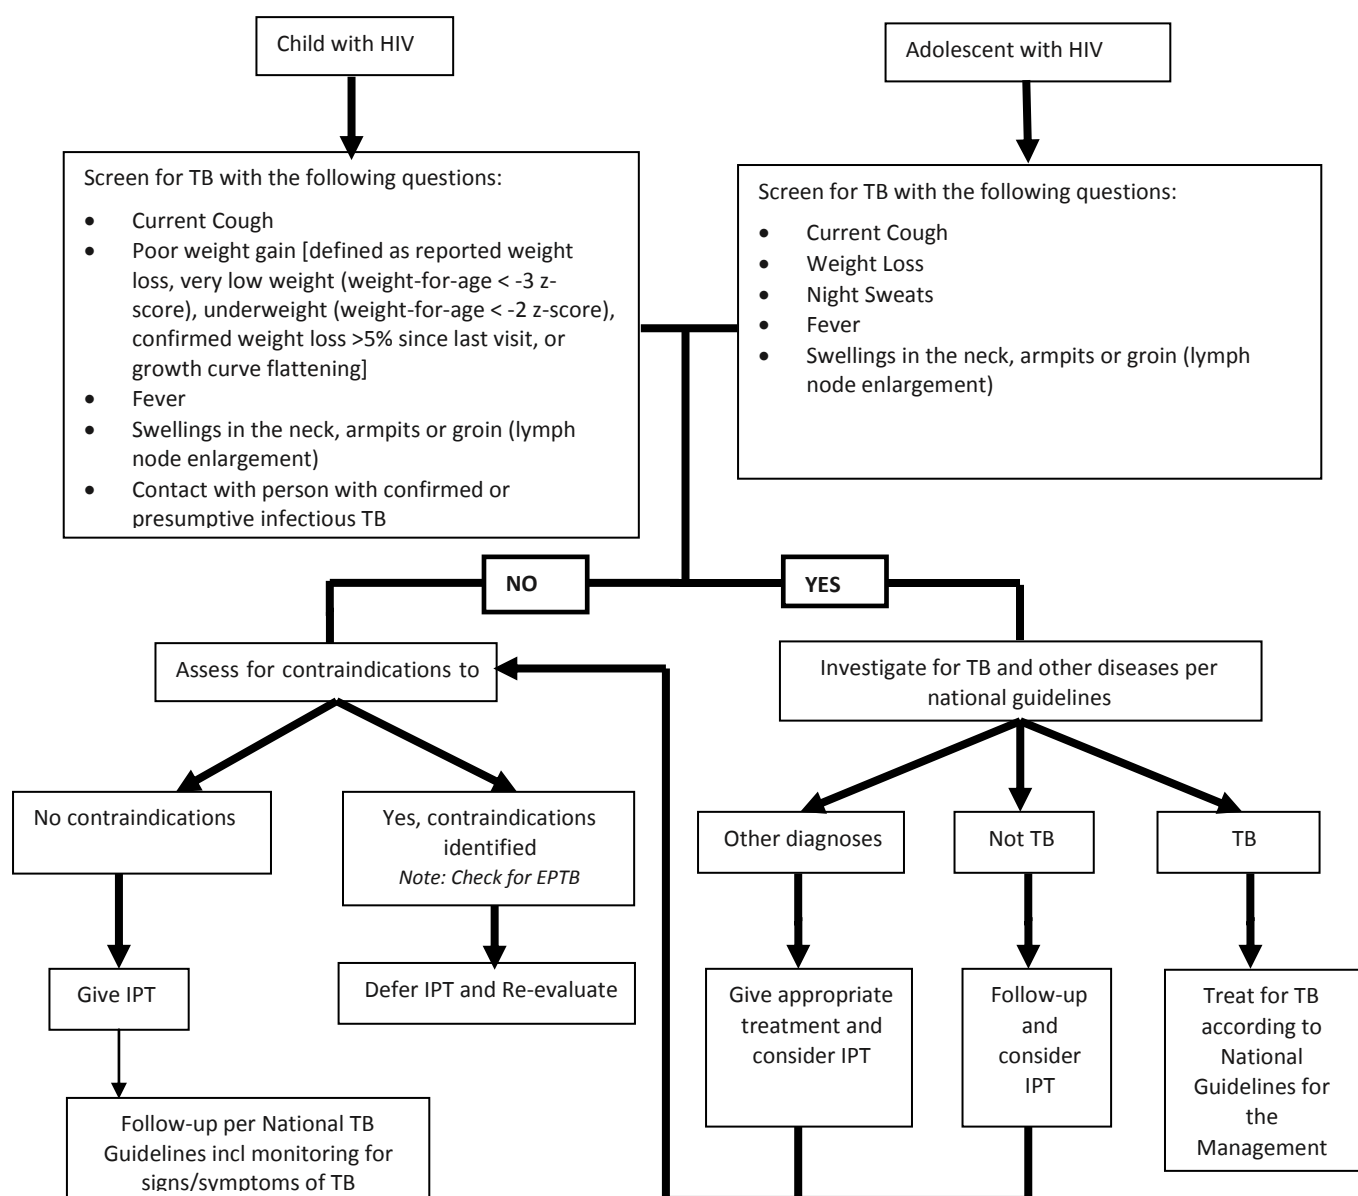 Child with HIV
Adolescent with HIV
Screen for TB with the following questions:
• Current Cough
• Poor weight gain [defined as reported weight
loss, very low weight (weight-for-age < -3 z-
score), underweight (weight-for-age < -2 z-score),
confirmed weight loss >5% since last visit, or
growth curve flattening]
• Fever
• Swellings in the neck, armpits or groin (lymph
node enlargement)
• Contact with person with confirmed or
presumptive infectious TB
Screen for TB with the following questions:
• Current Cough
• Weight Loss
• Night Sweats
• Fever
• Swellings in the neck, armpits or groin (lymph
node enlargement)
NO
YES
Assess for contraindications to
Investigate for TB and other diseases per
national guidelines
No contraindications
Yes, contraindications
identified
Note: Check for EPTB
Other diagnoses
Not TB
TB
Give IPT
Defer IPT and Re-evaluate
Give appropriate
treatment and
consider IPT
Follow-up
and
consider
IPT
Treat for TB
according to
National
Guidelines for
the
Management
Follow-up per National TB
Guidelines incl monitoring for
signs/symptoms of TB